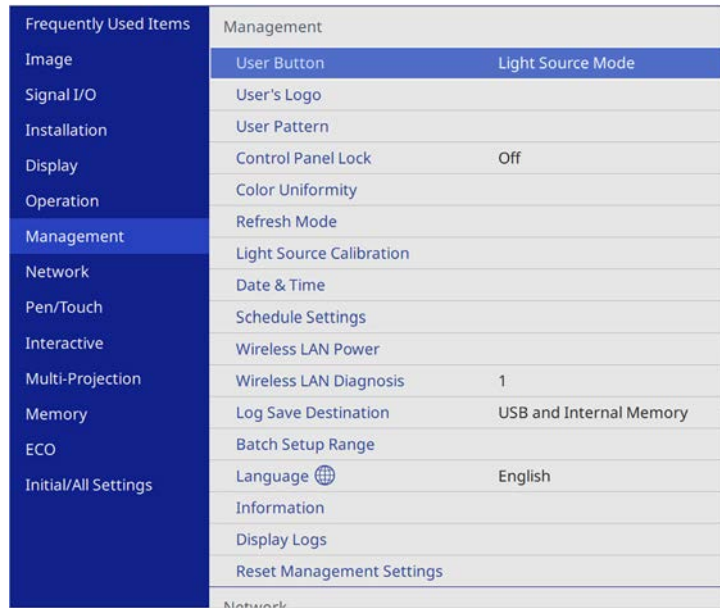 Frequently Used Items
Image
Signal I/O
Installation
Display
Operation
Management
Network
Pen/Touch
Interactive
Multi-Projection
Memory
ECO
Initial/All Settings
Management
User Button Light Source Mode
User's Logo
User Pattern
Control Panel Lock Off
Color Uniformity
Refresh Mode
Light Source Calibration
Date & Time
Schedule Settings
Wireless LAN Power
Wireless LAN Diagnosis 1
Log Save Destination USB and Internal Memory
Batch Setup Range
Language English
Information
Display Logs
Reset Management Settings
Network